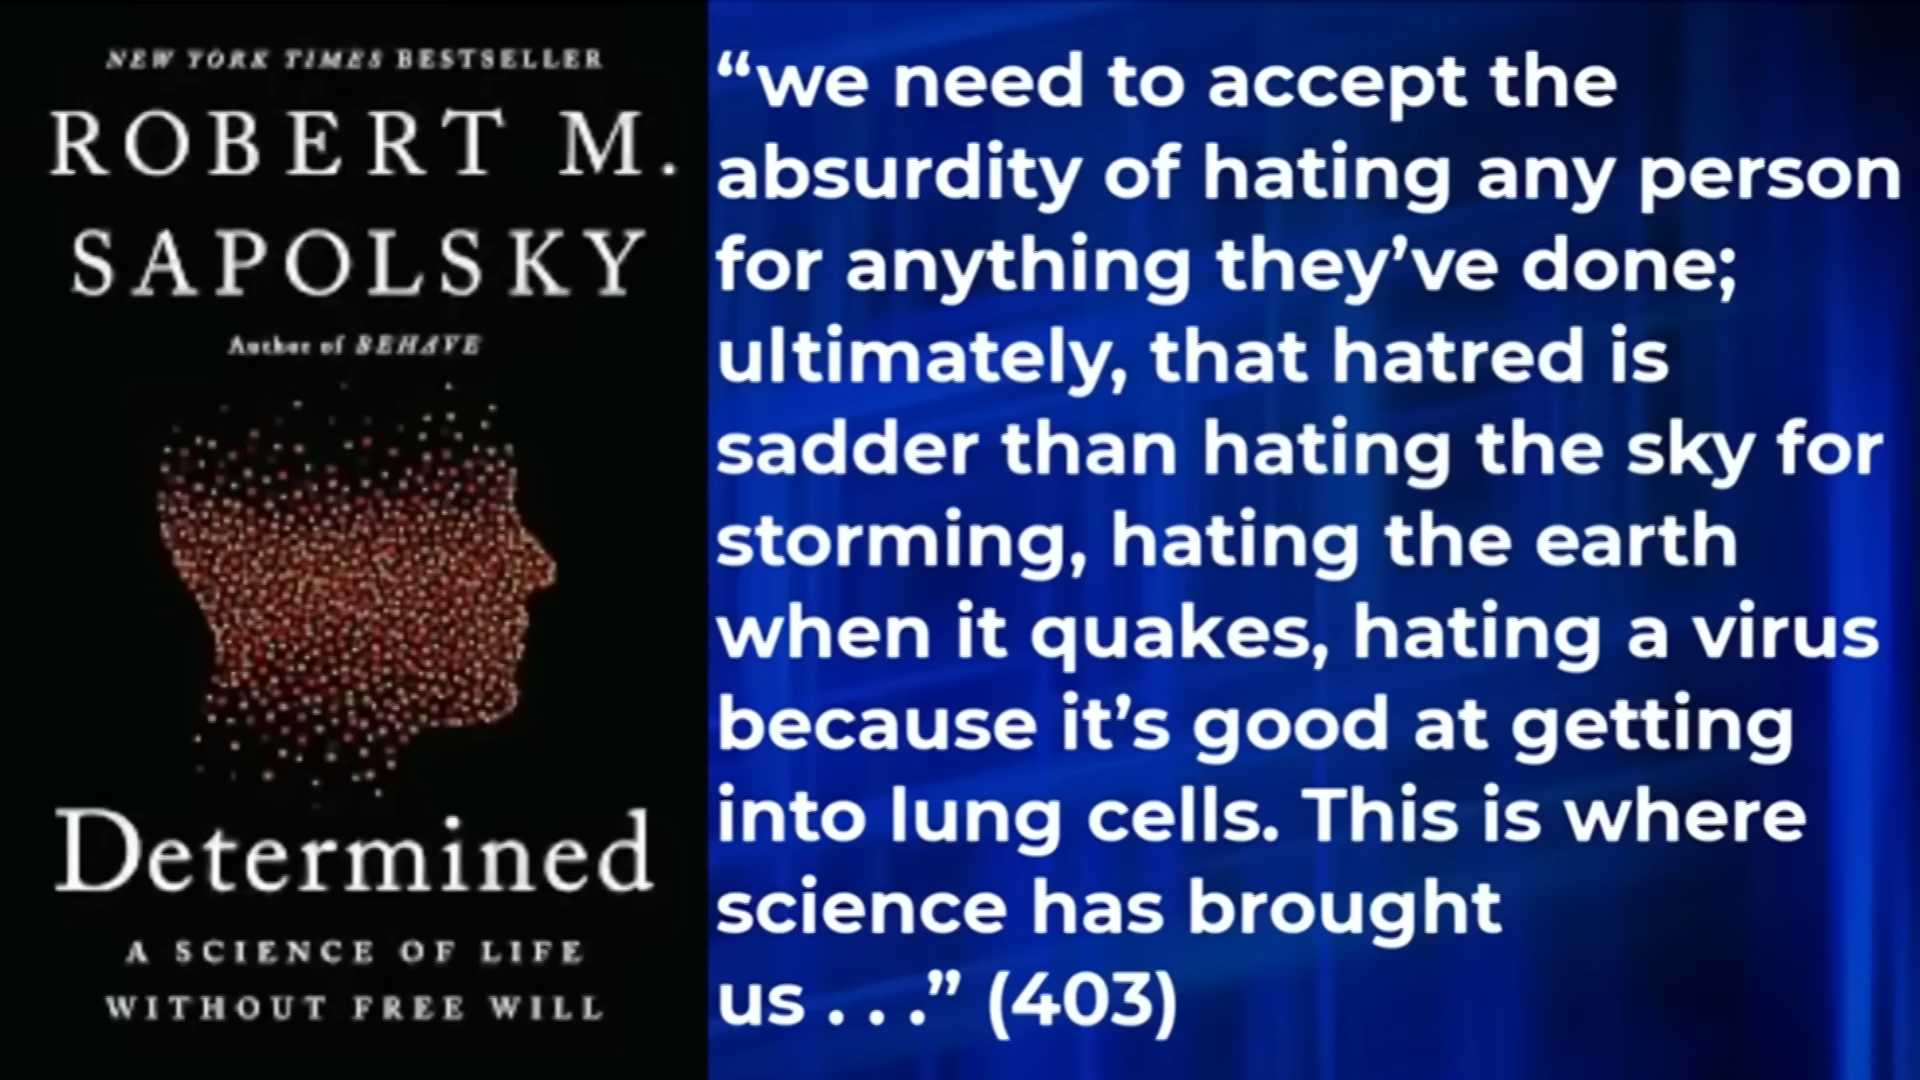 NEW YORK TIMES BESTSELLER
ROBERT M.
SAPOLSKY
Author of BEHAVE
Determined
A SCIENCE OF LIFE
WITHOUT FREE WILL
“we need to accept the
absurdity of hating any person
for anything they’ve done;
ultimately, that hatred is
sadder than hating the sky for
storming, hating the earth
when it quakes, hating a virus
because it’s good at getting
into lung cells. This is where
science has brought
us . . .” (403)